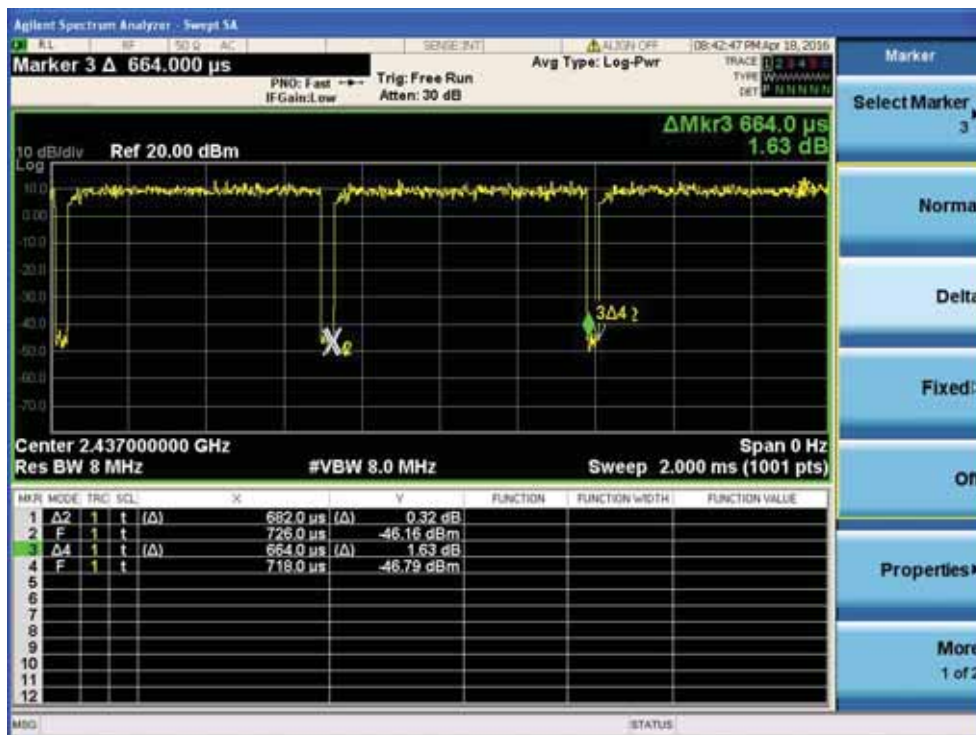 Agilent Spectrum Analyzer - Swept SA
RL RF 50 Ω AC SENSE:INT ALIGN OFF 08:42:47 PM Apr 18, 2016
Marker 3 Δ 664.000 µs
PNO: Fast Trig: Free Run Avg Type: Log-Pwr TRACE 1 2 3 4 5 6
IFGain:Low Atten: 30 dB TYPE
DET P N N N N N
ΔMkr3 664.0 µs
1.63 dB
10 dB/div Ref 20.00 dBm
Log
10.0
0.00
-10.0
-20.0
-30.0
-40.0
-50.0
-60.0
-70.0
3Δ4
Center 2.437000000 GHz Span 0 Hz
Res BW 8 MHz #VBW 8.0 MHz Sweep 2.000 ms (1001 pts)
MKR MODE TRC SCL X Y FUNCTION FUNCTION WIDTH FUNCTION VALUE
1 Δ2 1 t (Δ) 682.0 µs (Δ) 0.32 dB
2 F 1 t 726.0 µs -46.16 dBm
3 Δ4 1 t (Δ) 664.0 µs (Δ) 1.63 dB
4 F 1 t 718.0 µs -46.79 dBm
5
6
7
8
9
10
11
12
MSG STATUS
Marker
Select Marker
3
Norma
Delta
Fixed
Of
Properties
More
1 of 2